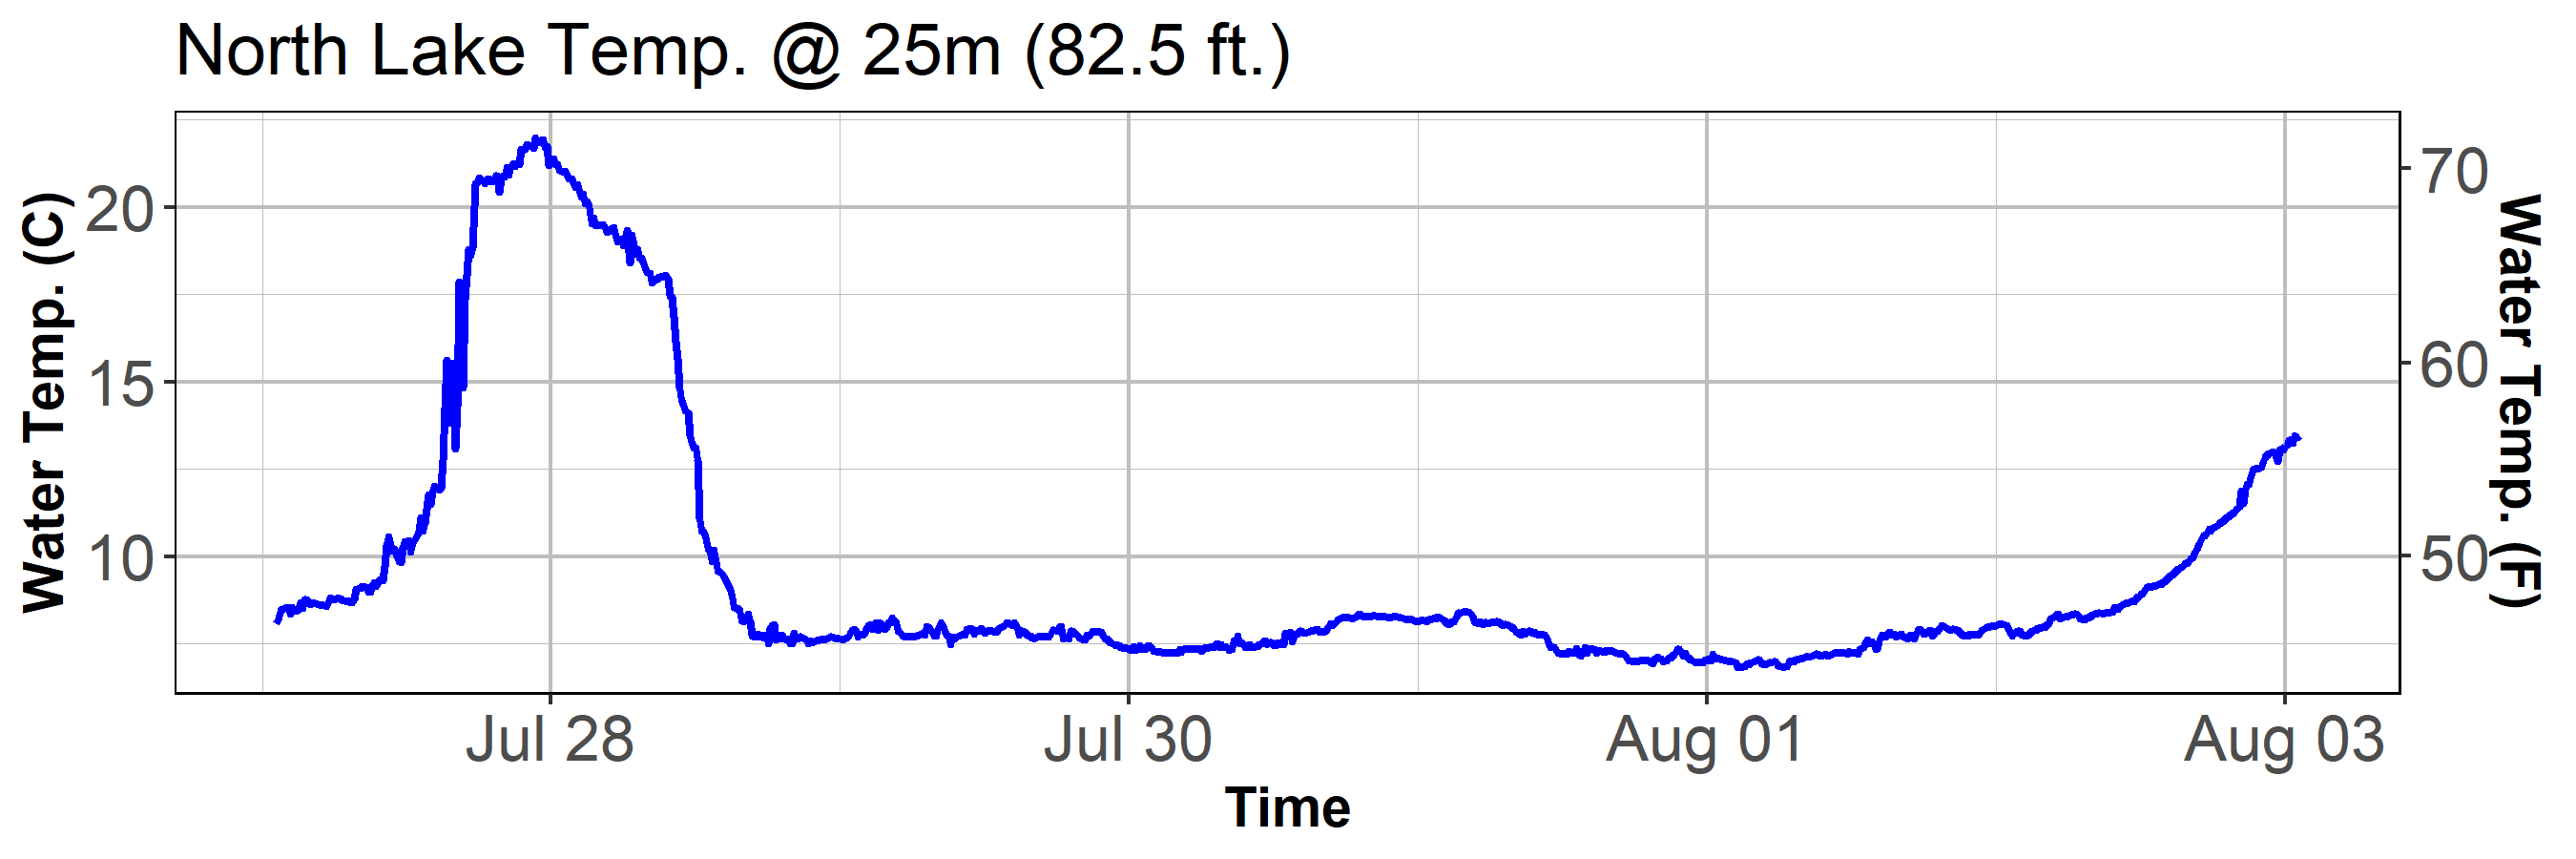 North Lake Temp. @ 25m (82.5 ft.)
Water Temp. (C)
20
15
10
70
60
50
Water Temp. (F)
Jul 28
Jul 30
Aug 01
Aug 03
Time